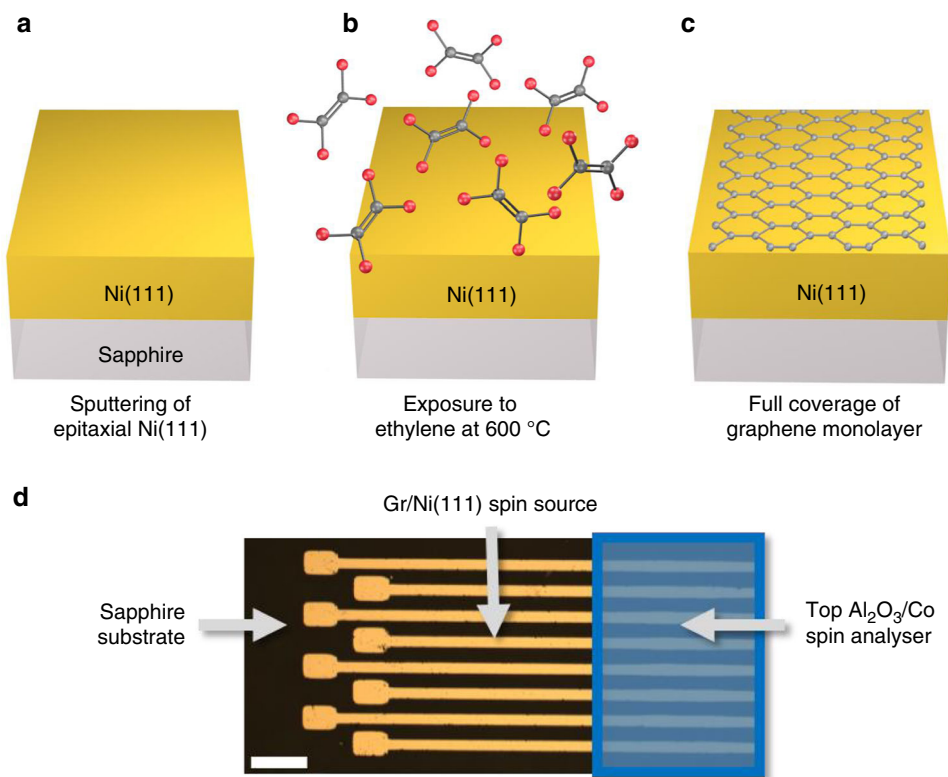 a
b
c
Ni(111)
Sapphire
Ni(111)
Ni(111)
Sputtering of
epitaxial Ni(111)
Exposure to
ethylene at 600 °C
Full coverage of
graphene monolayer
d
Gr/Ni(111) spin source
Sapphire
substrate
Top Al₂O₃/Co
spin analyser